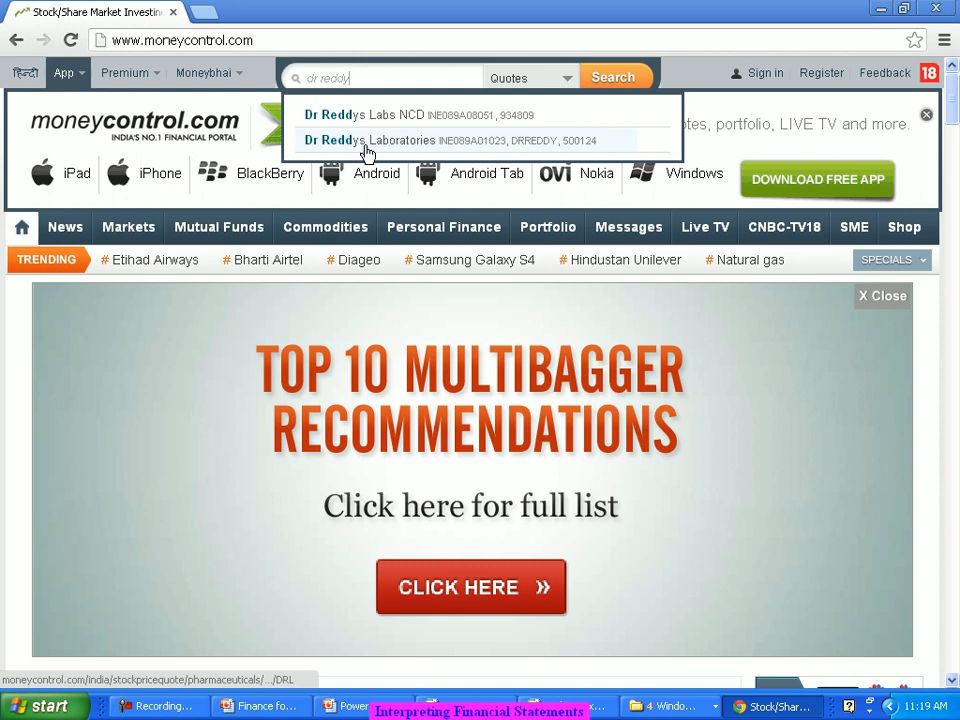 Stock/Share Market Investin
www.moneycontrol.com
हिन्दी App Premium Moneybhai dr reddy Quotes Search Sign in Register Feedback 18
Dr Reddys Labs NCD INE089A08051, 934809
Dr Reddys Laboratories INE089A01023, DRREDDY, 500124
moneycontrol.com
INDIA'S NO.1 FINANCIAL PORTAL
otes, portfolio, LIVE TV and more.
iPad iPhone BlackBerry Android Android Tab OVI Nokia Windows DOWNLOAD FREE APP
News Markets Mutual Funds Commodities Personal Finance Portfolio Messages Live TV CNBC-TV18 SME Shop
TRENDING # Etihad Airways # Bharti Airtel # Diageo # Samsung Galaxy S4 # Hindustan Unilever # Natural gas SPECIALS
X Close
TOP 10 MULTIBAGGER
RECOMMENDATIONS
Click here for full list
CLICK HERE »
moneycontrol.com/india/stockpricequote/pharmaceuticals/.../DRL
start Recording... Finance fo... Power 4 Windo... Stock/Shar... 11:19 AM
Interpreting Financial Statements